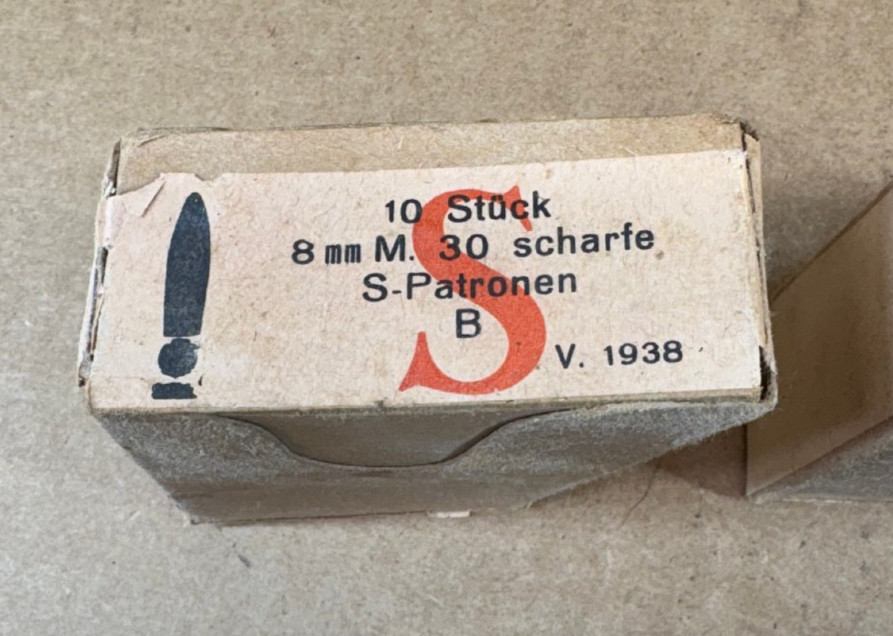 10 Stück
8 mm M. 30 scharfe
S-Patronen
B
V. 1938
S